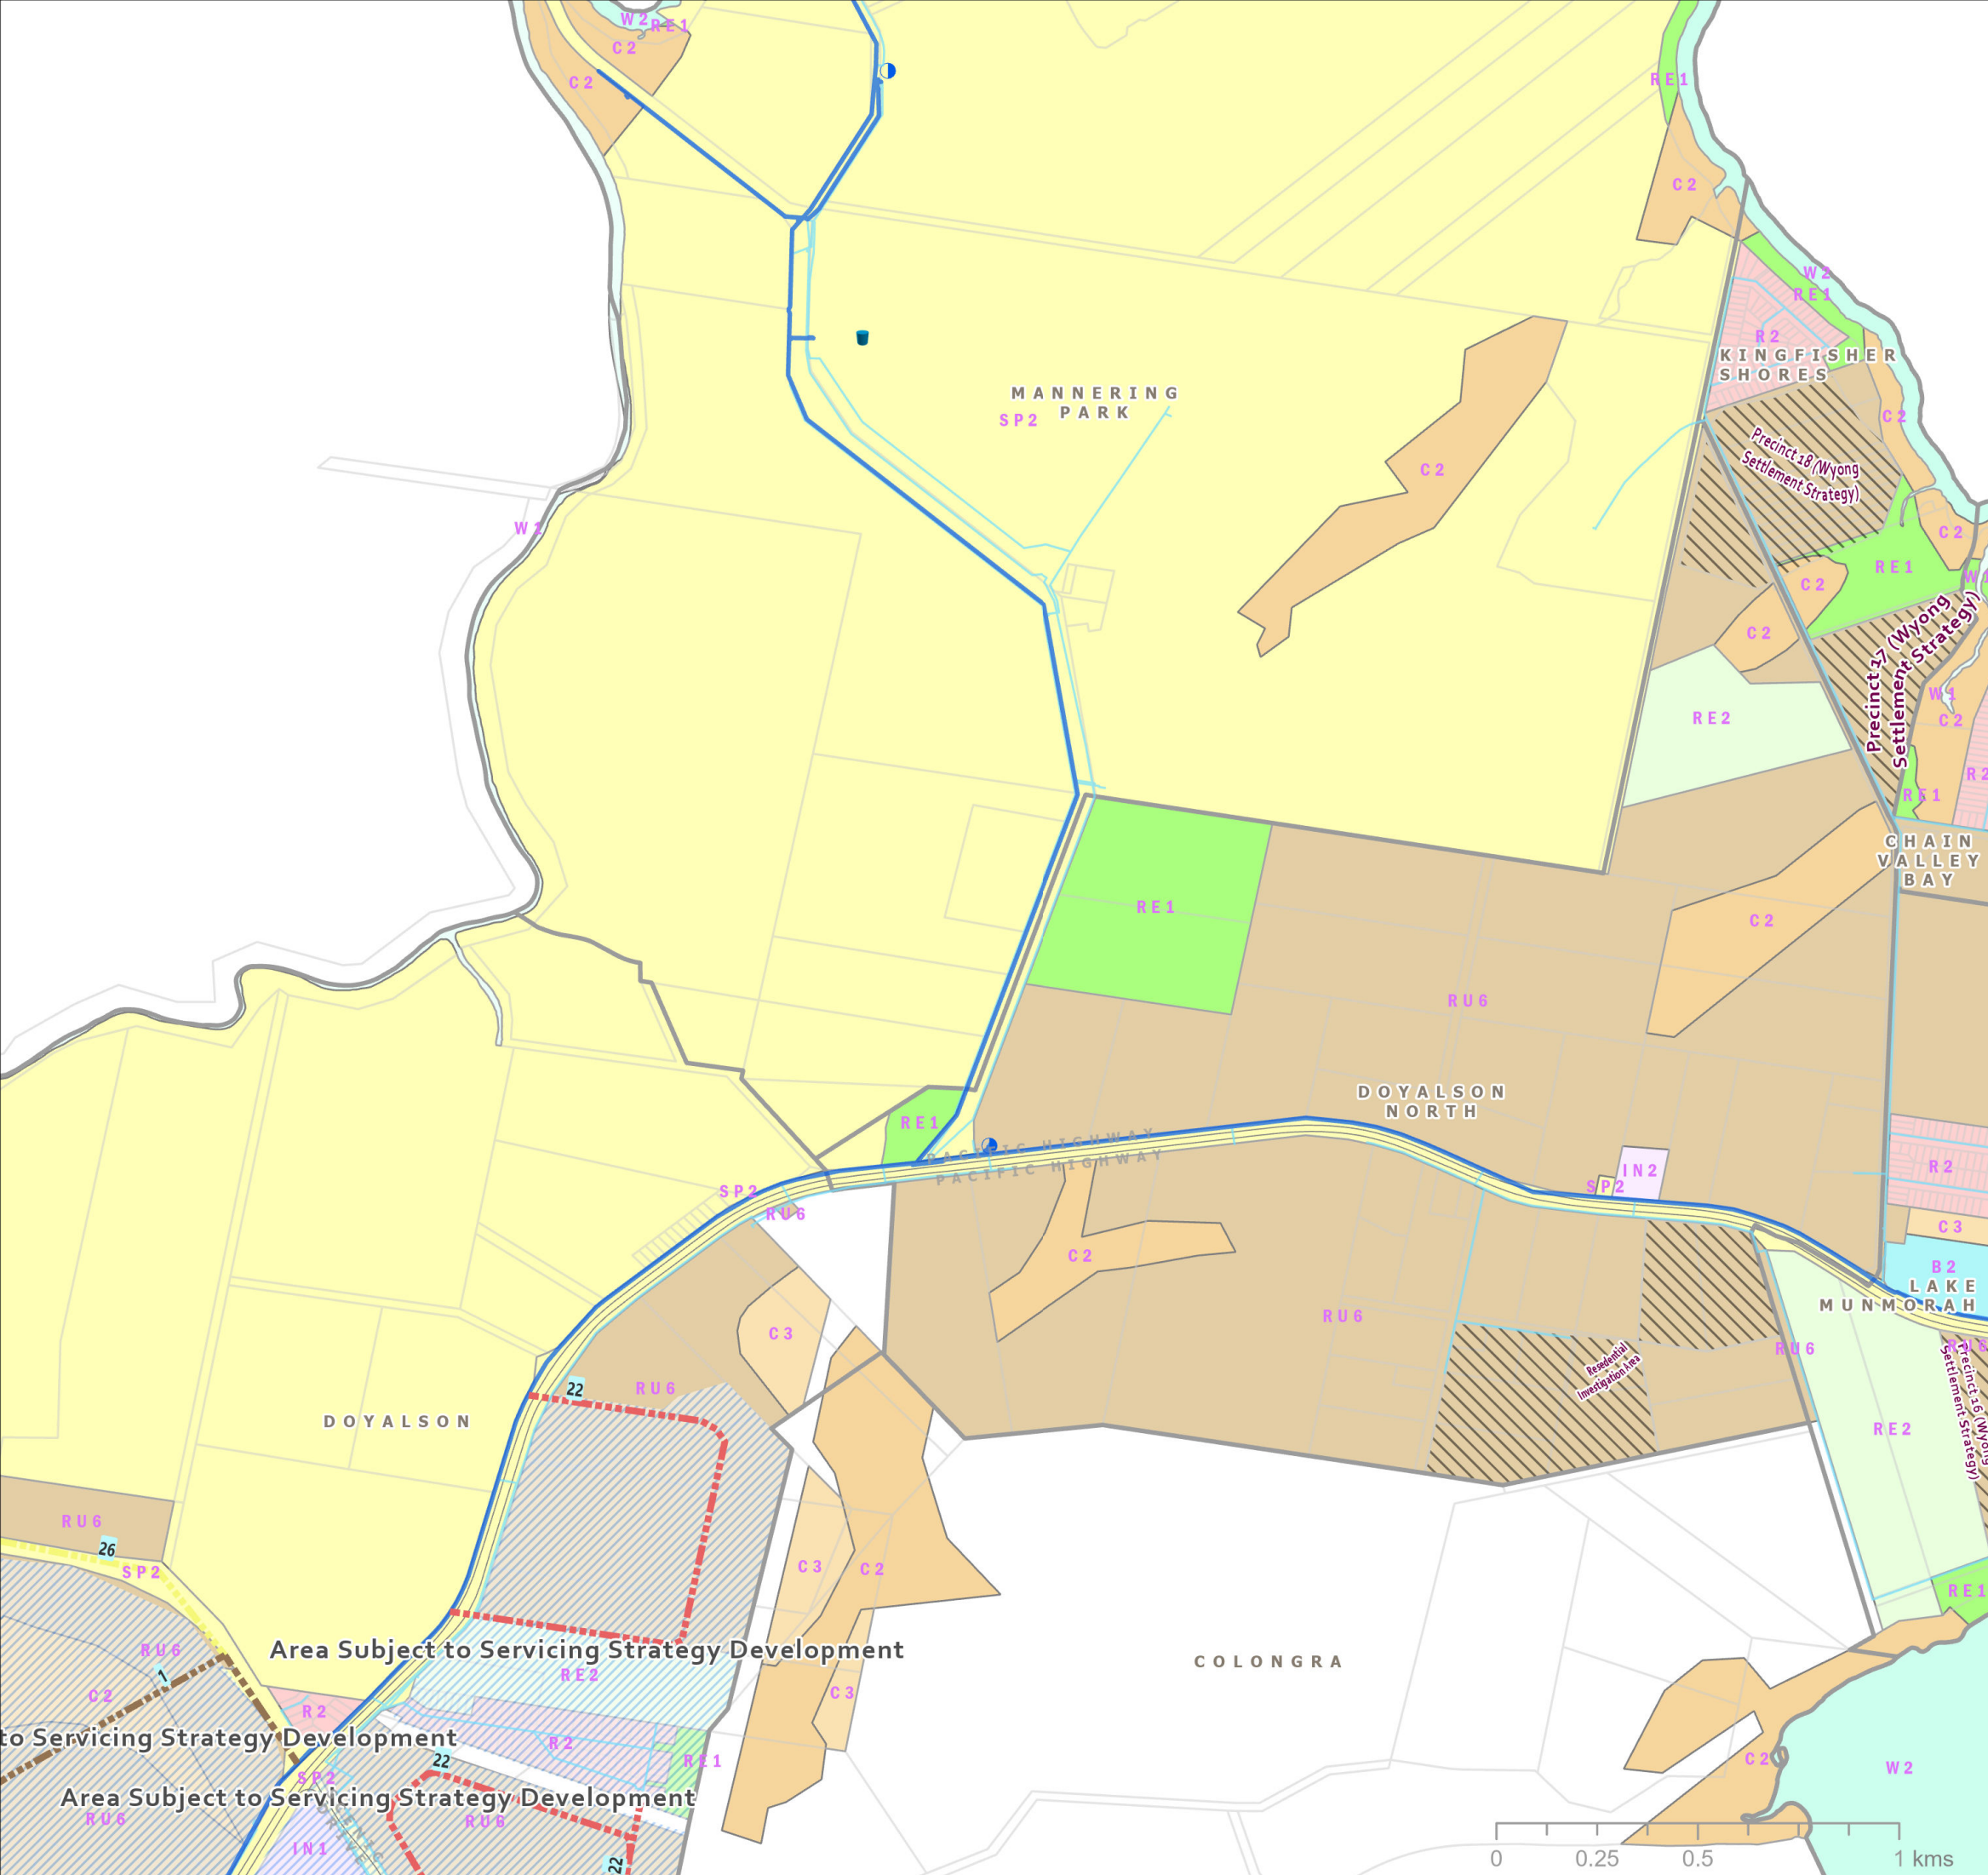 W2
RE1
C2
C2
RE1
C2
W2
RE1
R2
KINGFISHER
SHORES
MANNERING
PARK
SP2
C2
C2
Precinct 18 (Wyong
Settlement Strategy)
W1
C2
RE1
W1
C2
C2
Precinct 17 (Wyong
Settlement Strategy)
RE2
W1
C2
R2
RE1
CHAIN
VALLEY
BAY
RE1
C2
RU6
DOYALSON
NORTH
RE1
PACIFIC HIGHWAY
PACIFIC HIGHWAY
IN2
SP2
R2
SP2
RU6
C3
C2
B2
LAKE
MUNMORAH
RU6
C3
RU6
RU6
Resedential
Investigation Area
Precinct 16 (Wyong
Settlement Strategy)
22
RU6
DOYALSON
RE2
RU6
26
SP2
C3
C2
RE1
RU6
Area Subject to Servicing Strategy Development
1
RE2
COLONGRA
C2
C3
R2
to Servicing Strategy Development
R2
22
RE1
C2
W2
SP2
Area Subject to Servicing Strategy Development
RU6
RU6
IN1
22
0
0.25
0.5
1 kms